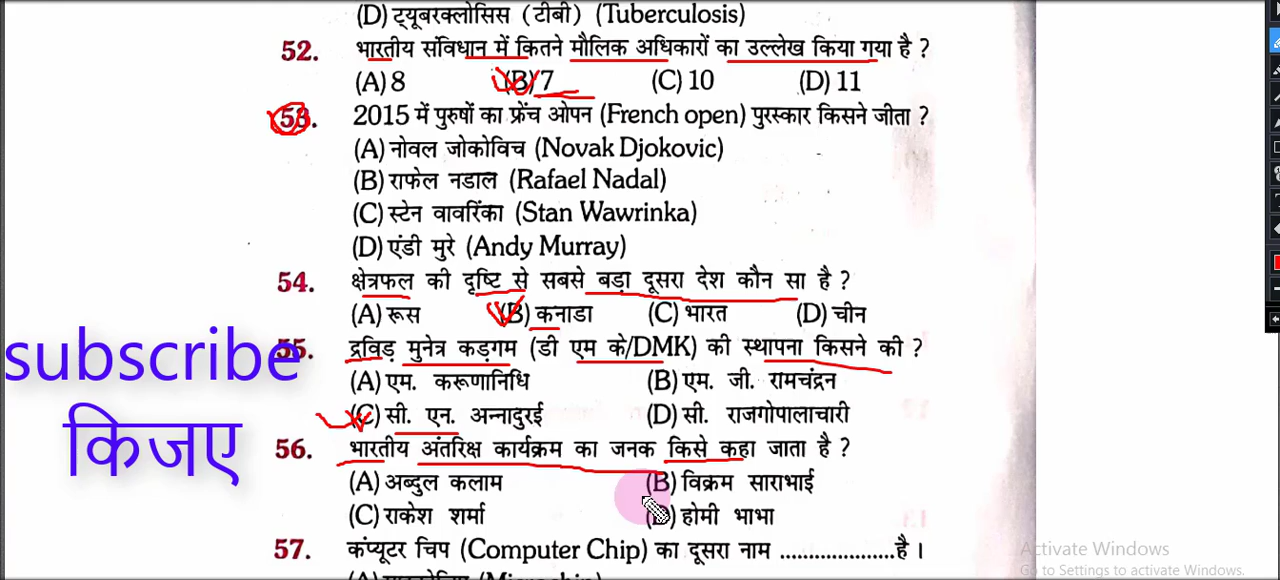 (D) ट्यूबरक्लोसिस (टीबी) (Tuberculosis)
52. भारतीय संविधान में कितने मौलिक अधिकारों का उल्लेख किया गया है ?
(A) 8 (B) 7 (C) 10 (D) 11
53. 2015 में पुरुषों का फ्रेंच ओपन (French open) पुरस्कार किसने जीता ?
(A) नोवल जोकोविच (Novak Djokovic)
(B) राफेल नडाल (Rafael Nadal)
(C) स्टेन वावरिंका (Stan Wawrinka)
(D) एंडी मुरे (Andy Murray)
54. क्षेत्रफल की दृष्टि से सबसे बड़ा दूसरा देश कौन सा है ?
(A) रूस (B) कनाडा (C) भारत (D) चीन
subscribe
किजए
55. द्रविड़ मुनेत्र कड़गम (डी एम के/DMK) की स्थापना किसने की ?
(A) एम. करूणानिधि (B) एम. जी. रामचंद्रन
(C) सी. एन. अन्नादुरई (D) सी. राजगोपालाचारी
56. भारतीय अंतरिक्ष कार्यक्रम का जनक किसे कहा जाता है ?
(A) अब्दुल कलाम (B) विक्रम साराभाई
(C) राकेश शर्मा (D) होमी भाभा
57. कंप्यूटर चिप (Computer Chip) का दूसरा नाम .....................है ।
Activate Windows
Go to Settings to activate Windows.